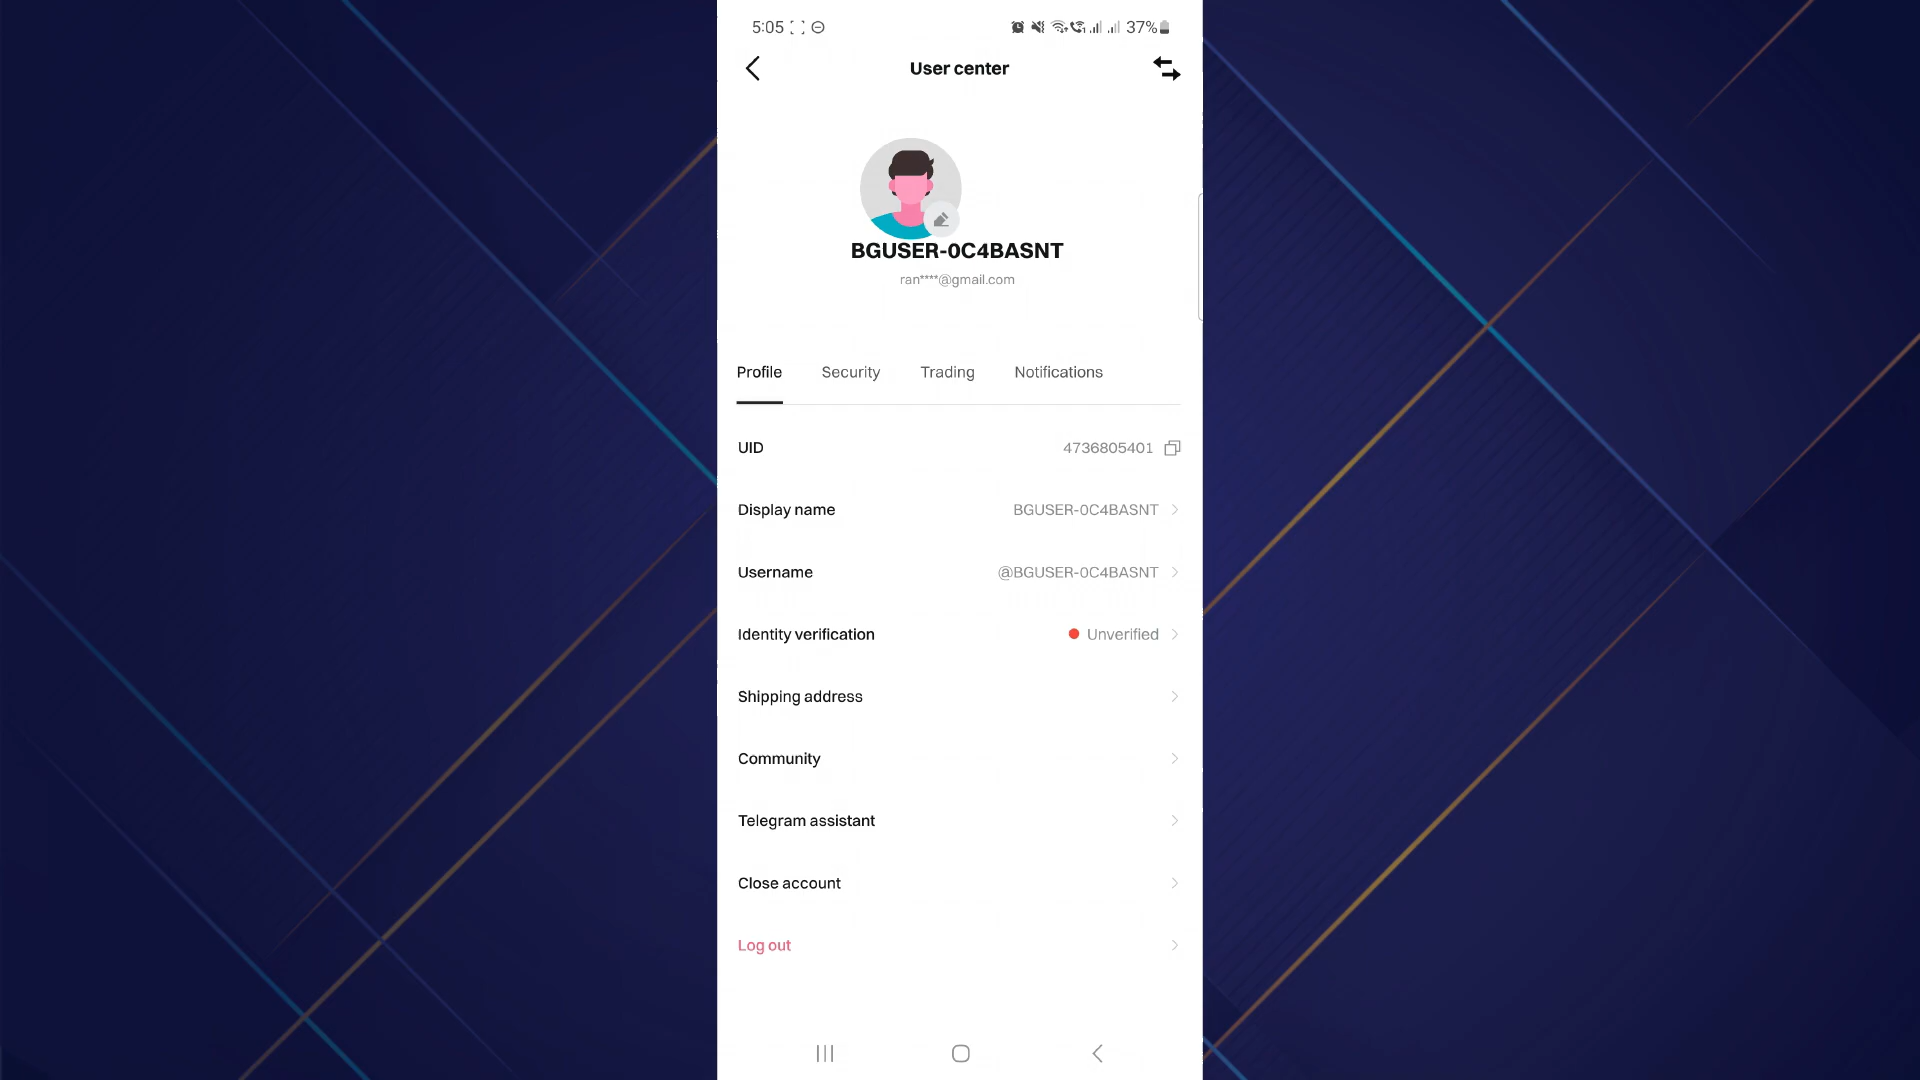 5:05 37%
User center
BGUSER-0C4BASNT
ran****@gmail.com
Profile Security Trading Notifications
UID 4736805401
Display name BGUSER-0C4BASNT
Username @BGUSER-0C4BASNT
Identity verification Unverified
Shipping address
Community
Telegram assistant
Close account
Log out